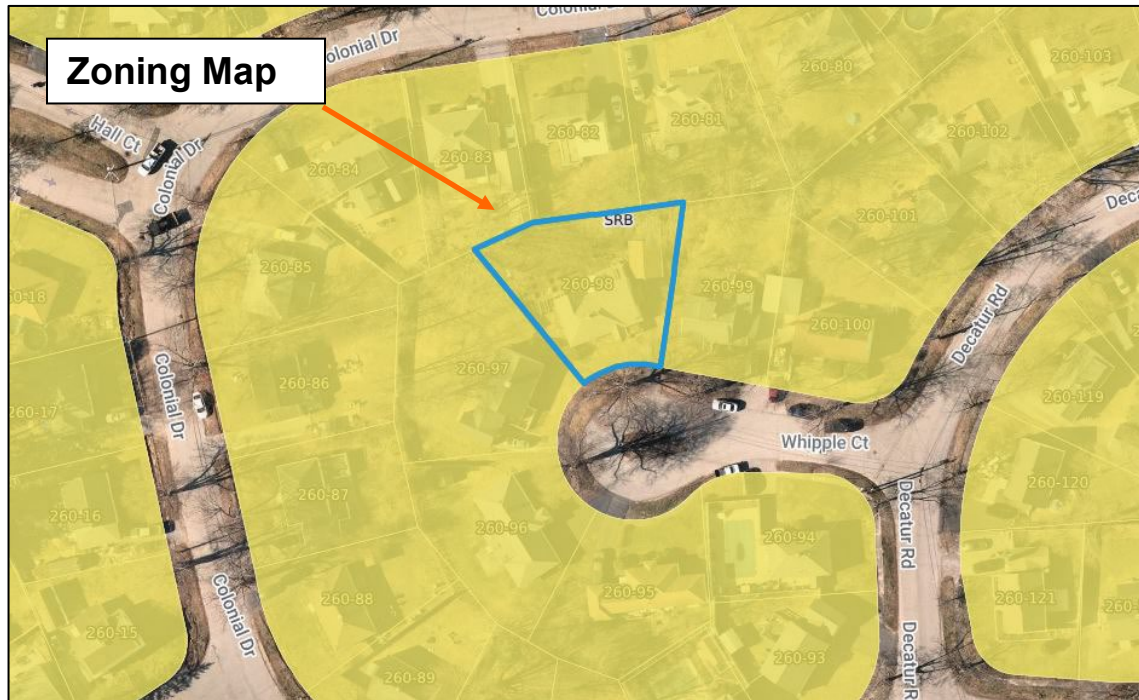 Colonial Dr
Colonial Dr
Zoning Map
260-80
260-103
Hall Ct
Colonial Dr
260-82
260-81
260-83
260-102
260-84
SRB
260-101
260-85
260-98
260-99
260-18
260-100
Decatur Rd
260-97
260-86
260-119
Colonial Dr
260-17
Whipple Ct
260-87
260-120
260-16
Decatur Rd
260-96
260-94
260-95
260-88
260-121
Colonial Dr
260-15
Decatur R
260-93
260-89